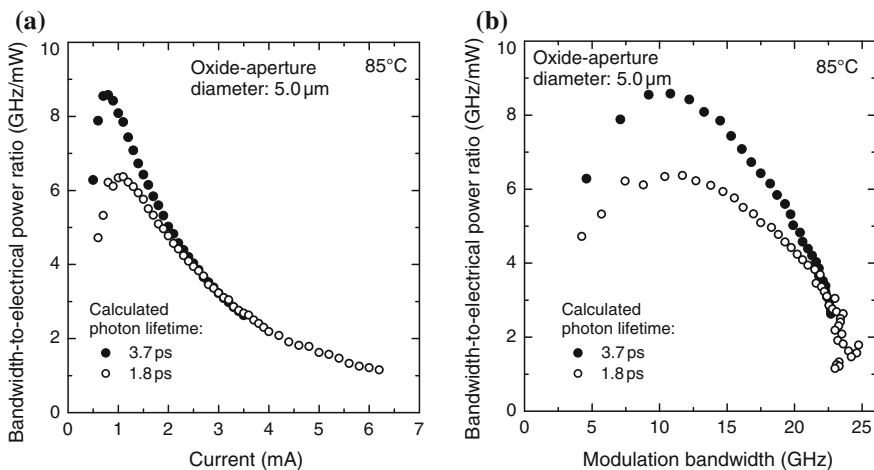 (a)
Bandwidth-to-electrical power ratio (GHz/mW)
10
8
6
4
2
0
Oxide-aperture
diameter: 5.0 µm
85°C
Calculated
photon lifetime:
3.7 ps
1.8 ps
0 1 2 3 4 5 6 7
Current (mA)
(b)
Bandwidth-to-electrical power ratio (GHz/mW)
10
8
6
4
2
0
Oxide-aperture
diameter: 5.0 µm
85°C
Calculated
photon lifetime:
3.7 ps
1.8 ps
0 5 10 15 20 25
Modulation bandwidth (GHz)